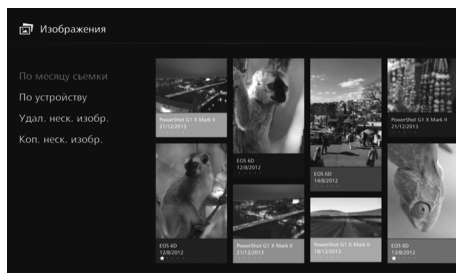 Изображения
По месяцу съемки
По устройству
Удал. неск. изобр.
Коп. неск. изобр.
PowerShot G1 X Mark II
21/12/2013
EOS 6D
12/8/2012
EOS 6D
14/8/2012
PowerShot G1 X Mark II
21/12/2013
EOS 6D
12/8/2012
PowerShot G1 X Mark II
21/12/2013
PowerShot G1 X Mark II
18/12/2013
EOS 6D
13/8/2012